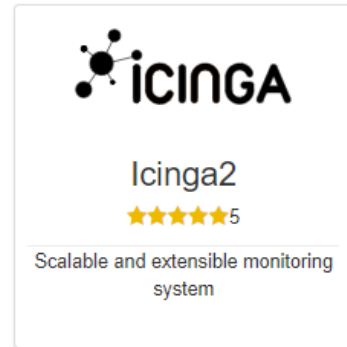 ICINGA
Icinga2
5
Scalable and extensible monitoring
system